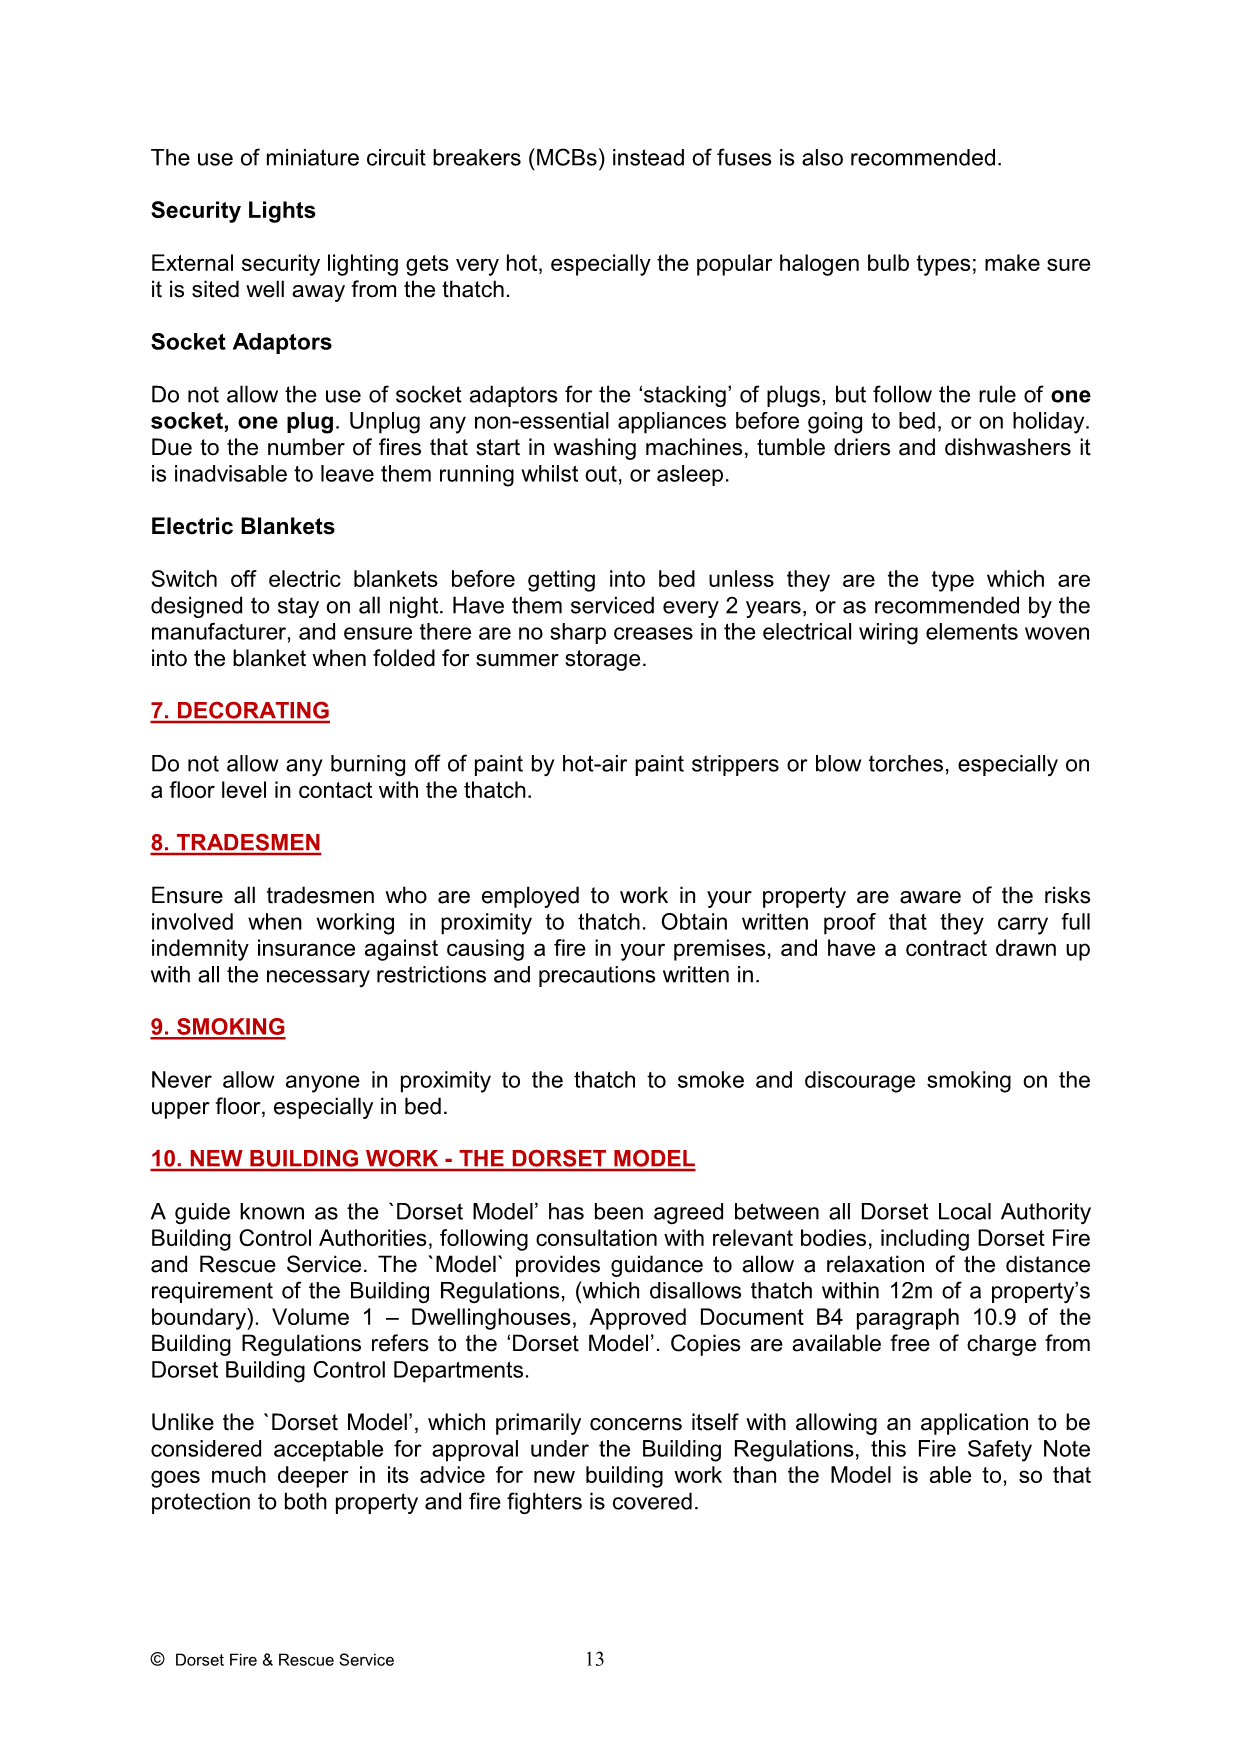 The use of miniature circuit breakers (MCBs) instead of fuses is also recommended.
Security Lights
External security lighting gets very hot, especially the popular halogen bulb types; make sure
it is sited well away from the thatch.
Socket Adaptors
Do not allow the use of socket adaptors for the ‘stacking’ of plugs, but follow the rule of one
socket, one plug. Unplug any non-essential appliances before going to bed, or on holiday.
Due to the number of fires that start in washing machines, tumble driers and dishwashers it
is inadvisable to leave them running whilst out, or asleep.
Electric Blankets
Switch off electric blankets before getting into bed unless they are the type which are
designed to stay on all night. Have them serviced every 2 years, or as recommended by the
manufacturer, and ensure there are no sharp creases in the electrical wiring elements woven
into the blanket when folded for summer storage.
7. DECORATING
Do not allow any burning off of paint by hot-air paint strippers or blow torches, especially on
a floor level in contact with the thatch.
8. TRADESMEN
Ensure all tradesmen who are employed to work in your property are aware of the risks
involved when working in proximity to thatch. Obtain written proof that they carry full
indemnity insurance against causing a fire in your premises, and have a contract drawn up
with all the necessary restrictions and precautions written in.
9. SMOKING
Never allow anyone in proximity to the thatch to smoke and discourage smoking on the
upper floor, especially in bed.
10. NEW BUILDING WORK - THE DORSET MODEL
A guide known as the `Dorset Model’ has been agreed between all Dorset Local Authority
Building Control Authorities, following consultation with relevant bodies, including Dorset Fire
and Rescue Service. The `Model` provides guidance to allow a relaxation of the distance
requirement of the Building Regulations, (which disallows thatch within 12m of a property’s
boundary). Volume 1 – Dwellinghouses, Approved Document B4 paragraph 10.9 of the
Building Regulations refers to the ‘Dorset Model’. Copies are available free of charge from
Dorset Building Control Departments.
Unlike the `Dorset Model’, which primarily concerns itself with allowing an application to be
considered acceptable for approval under the Building Regulations, this Fire Safety Note
goes much deeper in its advice for new building work than the Model is able to, so that
protection to both property and fire fighters is covered.
© Dorset Fire & Rescue Service 13